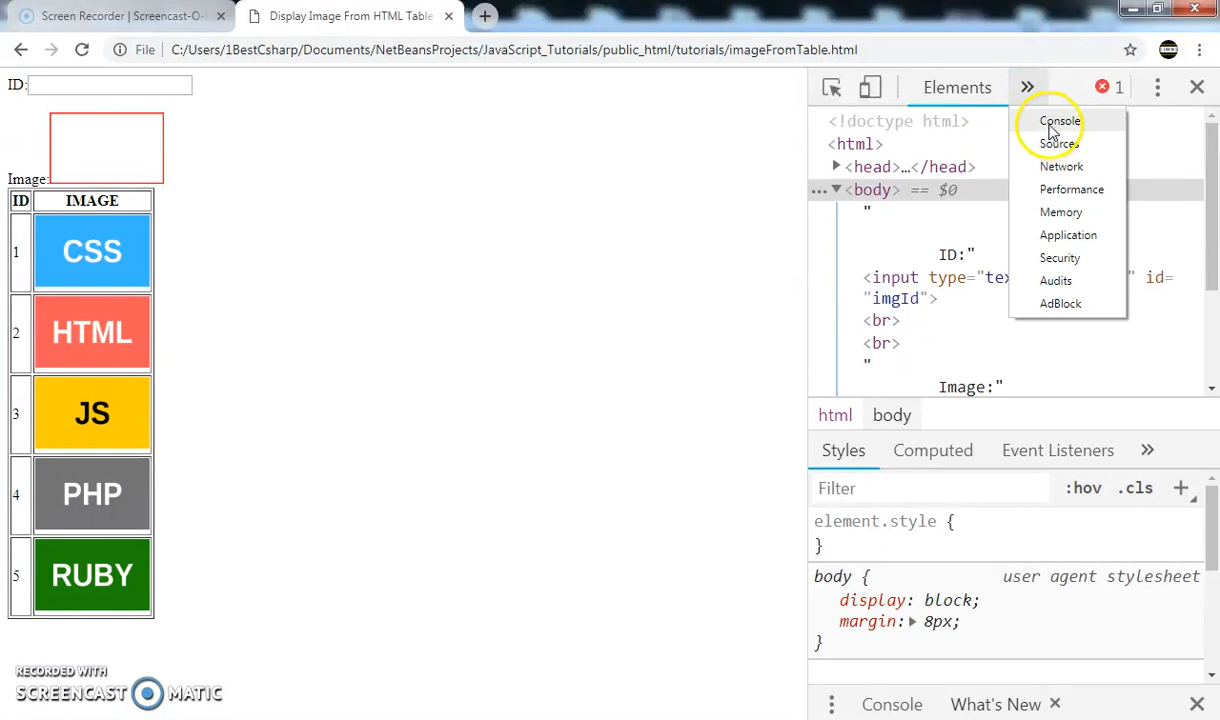 Screen Recorder | Screencast-O-
Display Image From HTML Table
File
C:/Users/1BestCsharp/Documents/NetBeansProjects/JavaScript_Tutorials/public_html/tutorials/imageFromTable.html
ID:
Image:
ID IMAGE
1 CSS
2 HTML
3 JS
4 PHP
5 RUBY
RECORDED WITH
SCREENCAST MATIC
Elements » 1
Console
Sources
Network
Performance
Memory
Application
Security
Audits
AdBlock
<!doctype html>
<html>
<head>…</head>
<body> == $0
"
ID:"
<input type="tex " id=
"imgId">
<br>
<br>
"
Image:"
html body
Styles Computed Event Listeners »
Filter :hov .cls +
element.style {
}
body { user agent stylesheet
display: block;
margin: 8px;
}
Console What's New